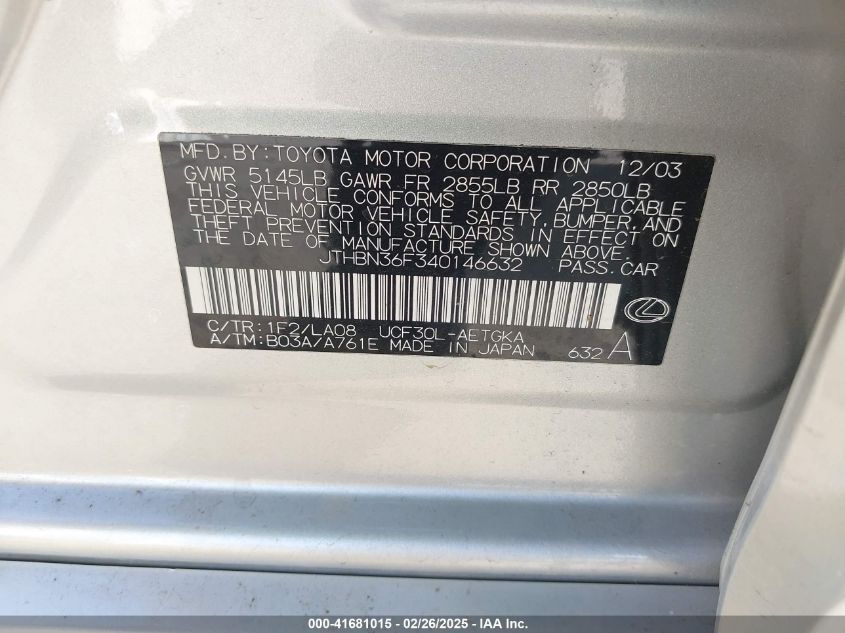 MFD. BY: TOYOTA MOTOR CORPORATION 12/03
GVWR 5145LB GAWR FR 2855LB RR 2850LB
THIS VEHICLE CONFORMS TO ALL APPLICABLE
FEDERAL MOTOR VEHICLE SAFETY, BUMPER, AND
THEFT PREVENTION STANDARDS IN EFFECT ON
THE DATE OF MANUFACTURE SHOWN ABOVE.
JTHBN36F340146632 PASS. CAR
C/TR: 1F2/LA08 UCF30L-AETGKA
A/TM: B03A/A761E MADE IN JAPAN 632 A
000-41681015 - 02/26/2025 - IAA Inc.